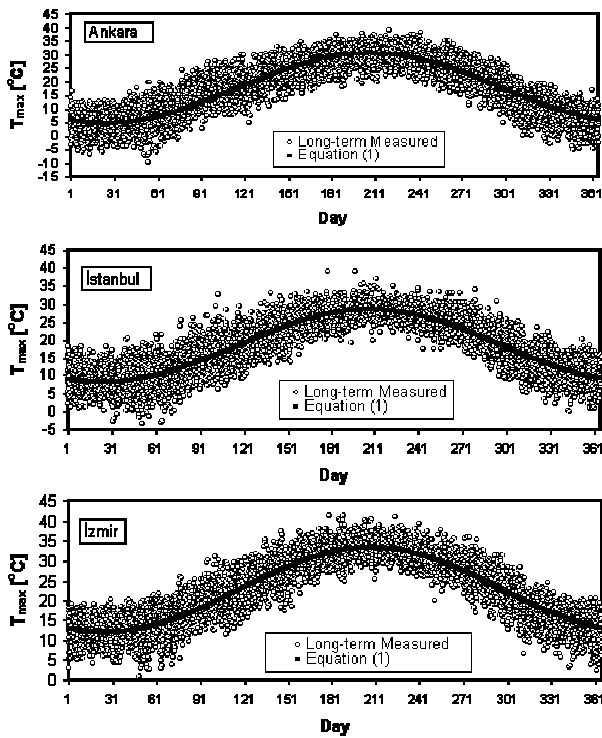 Ankara
Tmax [°C]
45
40
35
30
25
20
15
10
5
0
-5
-10
-15
Long-term Measured
Equation (1)
1 31 61 91 121 151 181 211 241 271 301 331 361
Day
İstanbul
Tmax [°C]
45
40
35
30
25
20
15
10
5
0
-5
Long-term Measured
Equation (1)
1 31 61 91 121 151 181 211 241 271 301 331 361
Day
İzmir
Tmax [°C]
45
40
35
30
25
20
15
10
5
0
Long-term Measured
Equation (1)
1 31 61 91 121 151 181 211 241 271 301 331 361
Day